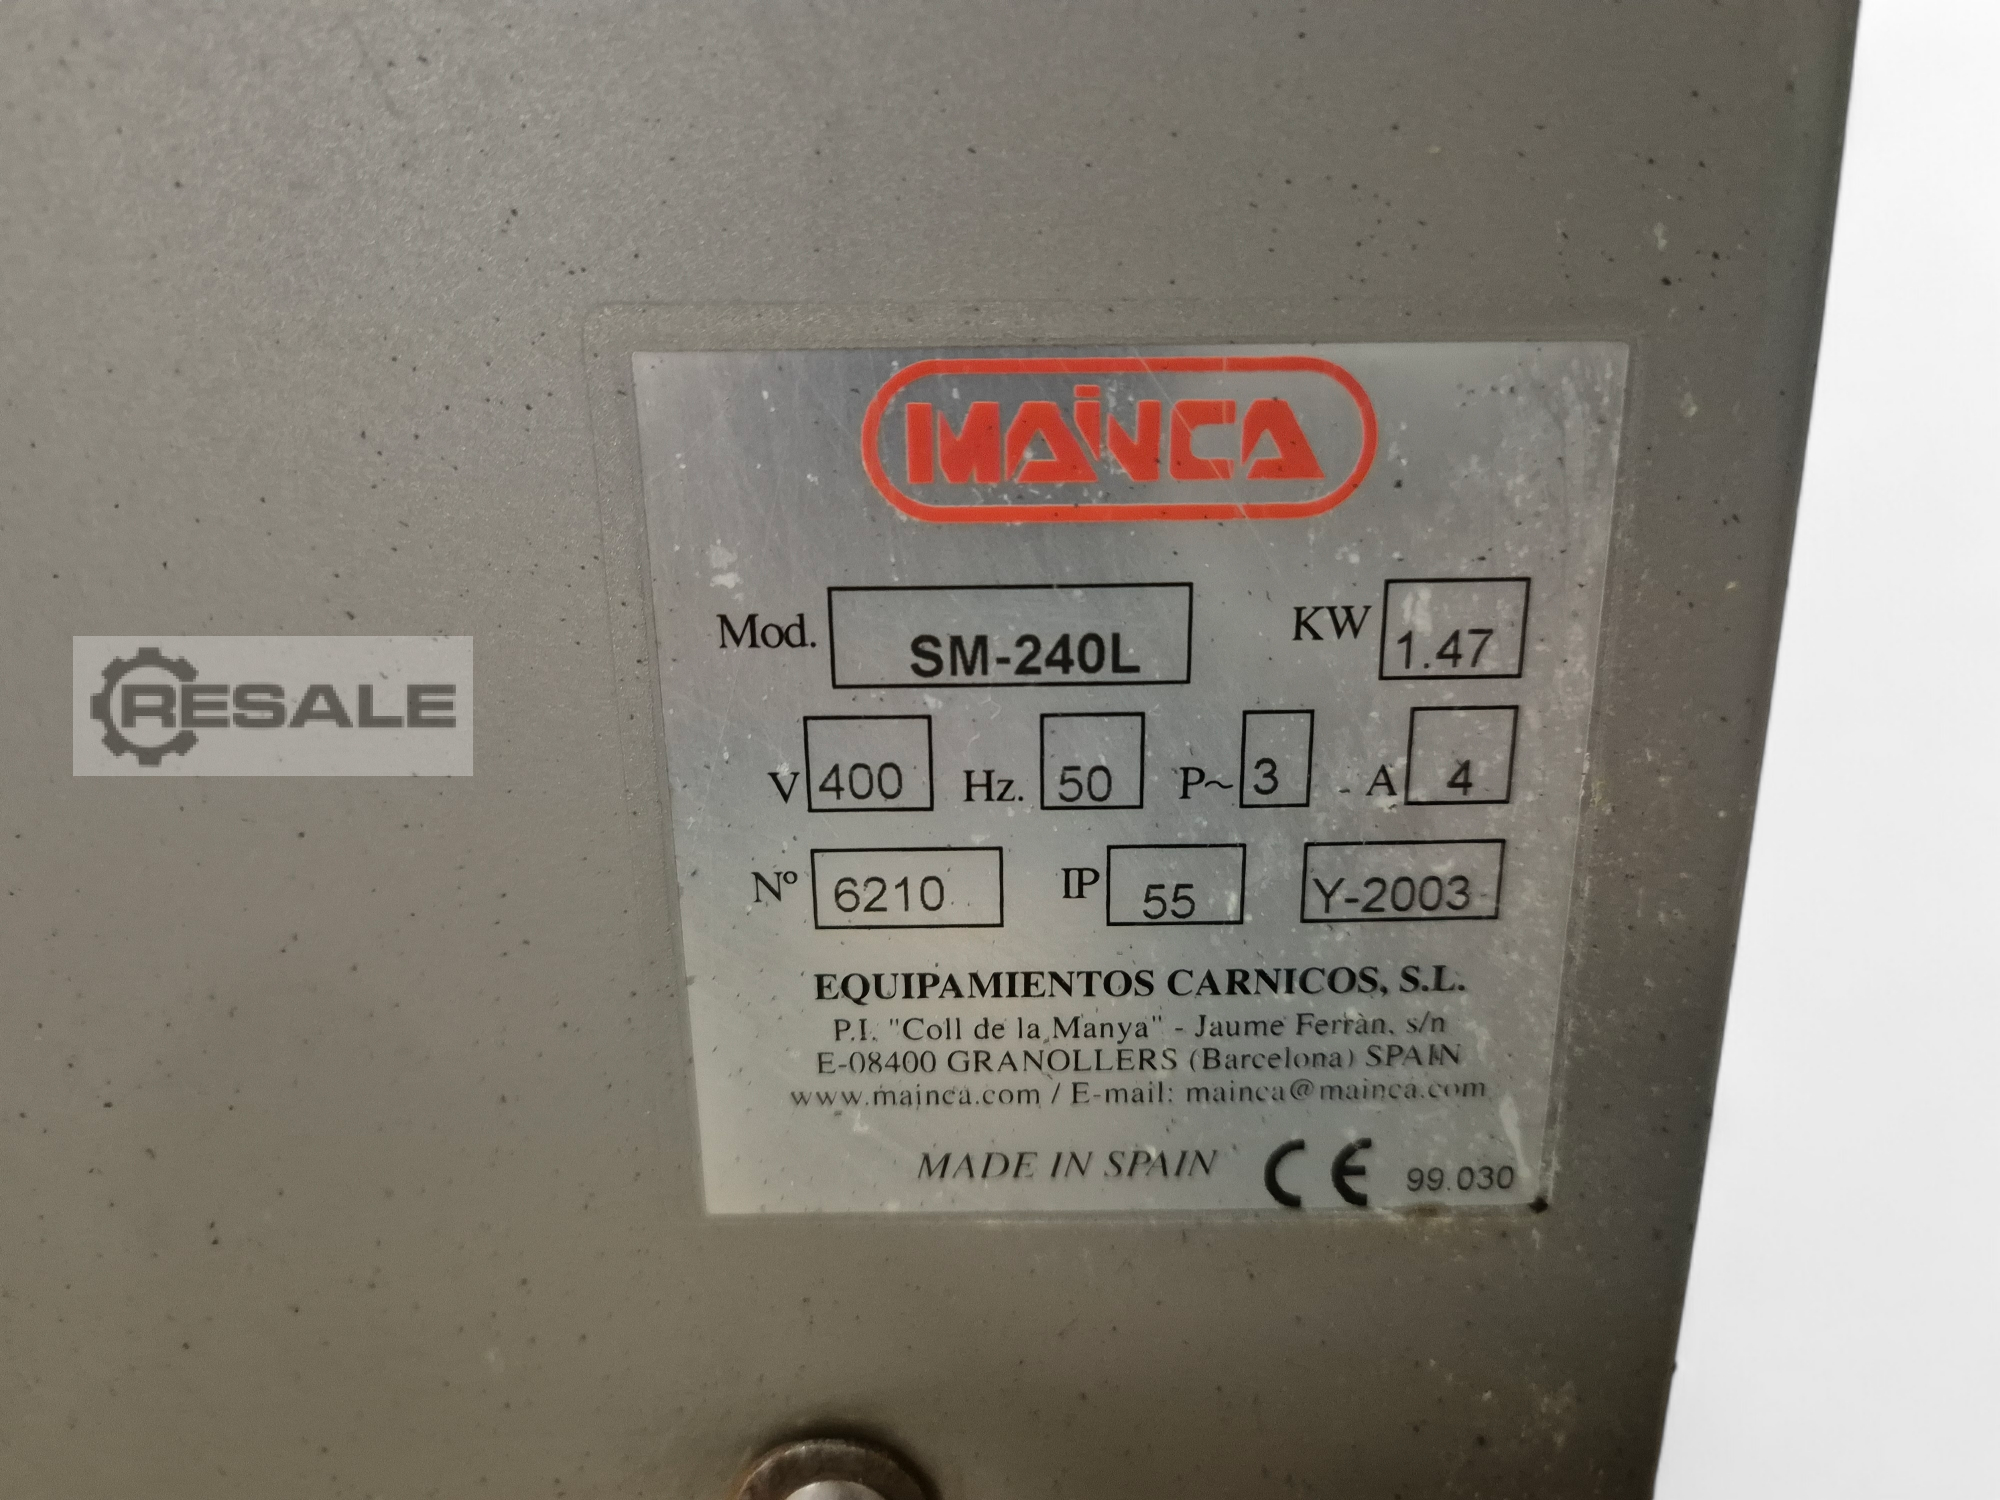 MAiNCA
Mod. SM-240L KW 1.47
V 400 Hz. 50 P~ 3 A 4
Nº 6210 IP 55 Y-2003
EQUIPAMIENTOS CARNICOS, S.L.
P.I. "Coll de la Manya" - Jaume Ferràn, s/n
E-08400 GRANOLLERS (Barcelona) SPAIN
www.mainca.com / E-mail: mainca@mainca.com
MADE IN SPAIN CE 99.030
RESALE